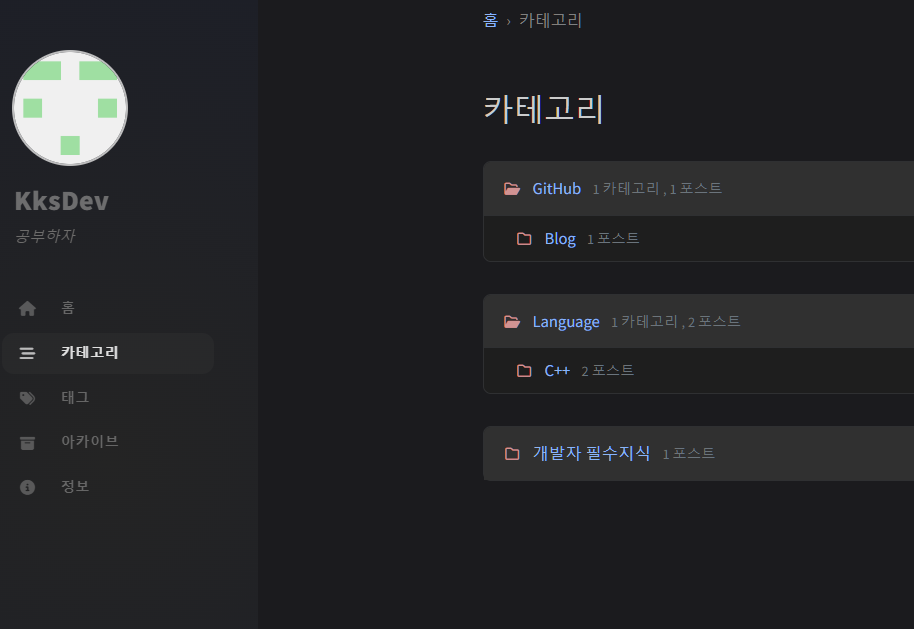 KksDev
공부하자
홈
카테고리
태그
아카이브
정보
홈 › 카테고리
카테고리
GitHub 1 카테고리 , 1 포스트
Blog 1 포스트
Language 1 카테고리 , 2 포스트
C++ 2 포스트
개발자 필수지식 1 포스트